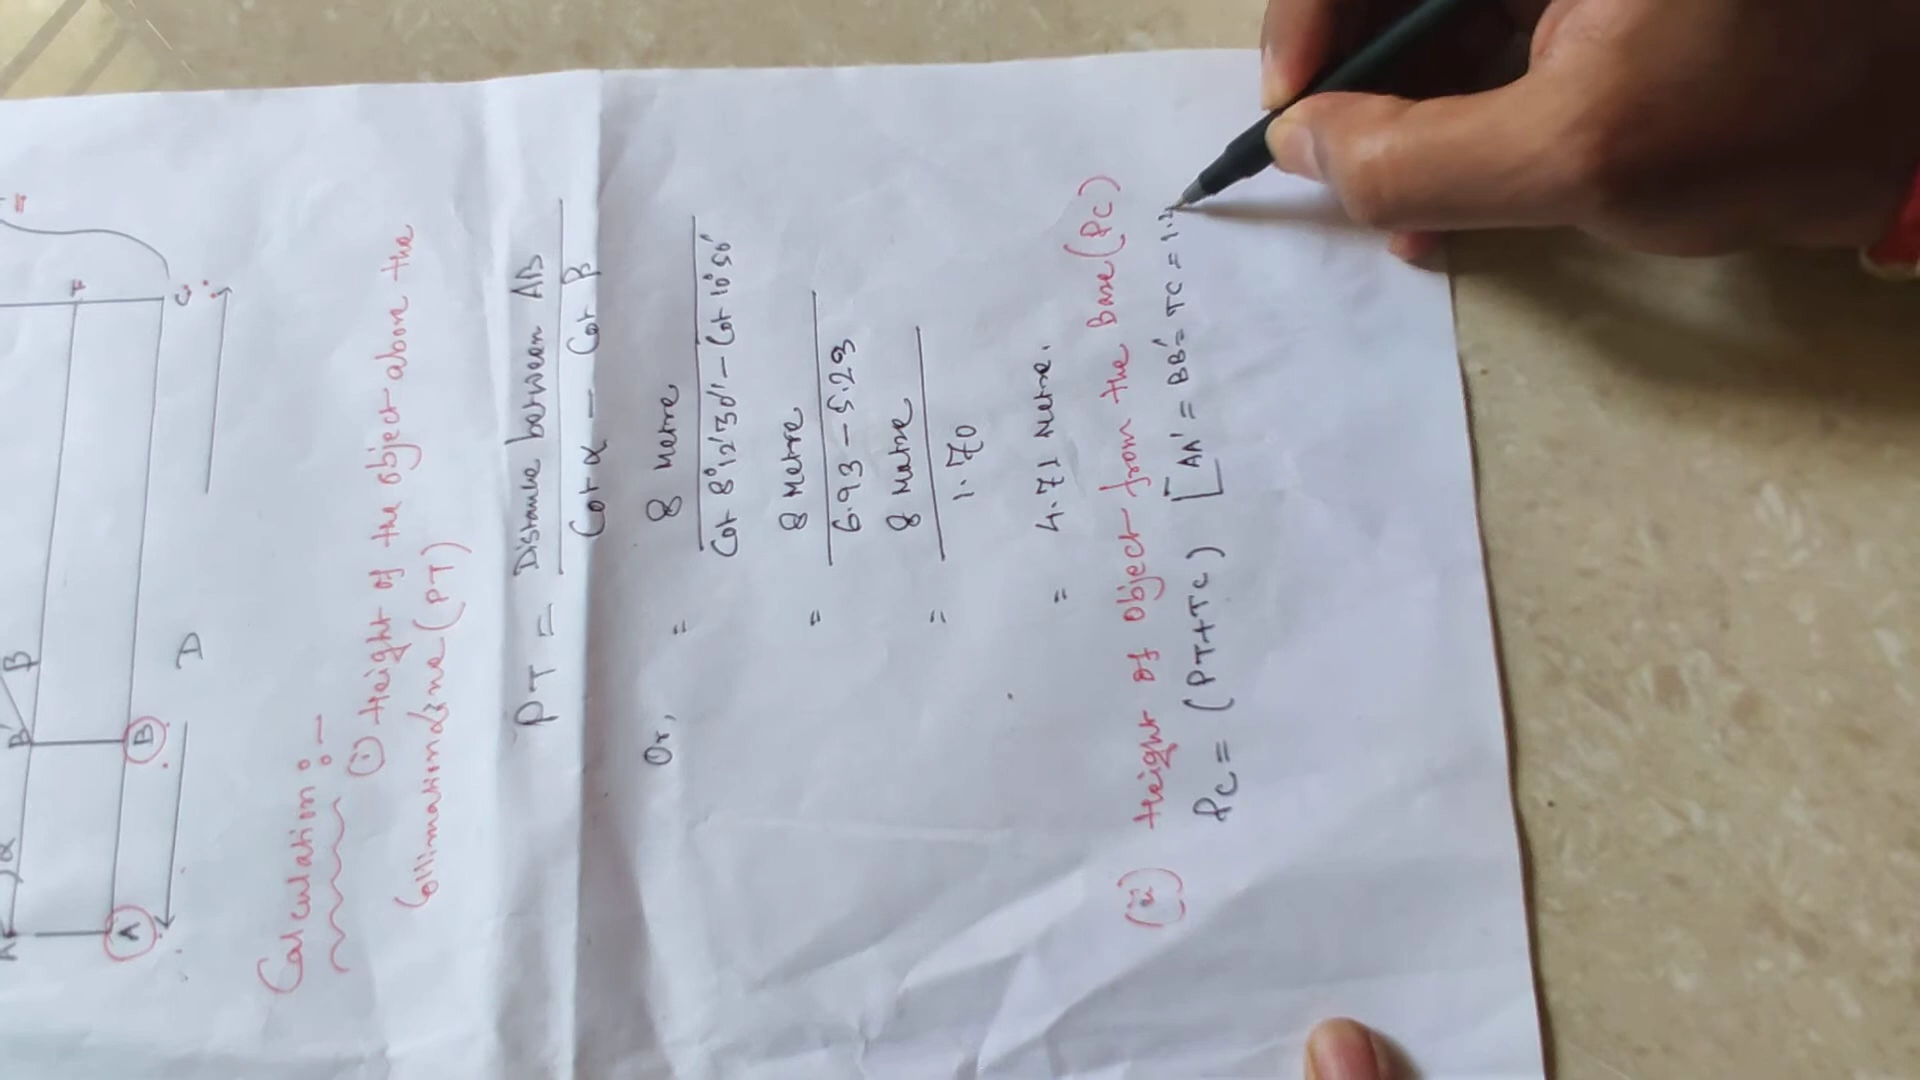 A
α
B'
β
T
C
A
B
D
Calculation :-
(i) Height of the object above the
Collimation Line (PT)
PT = Distance between AB
Cot α - Cot β
Or,
= 8 Metre
Cot 8°12'30" - Cot 10°50'
= 8 Metre
6.93 - 5.23
= 8 Metre
1.70
= 4.71 Metre.
(ii) Height of object from the Base (PC)
PC = (PT+TC) [AA' = BB' = TC = 1.2